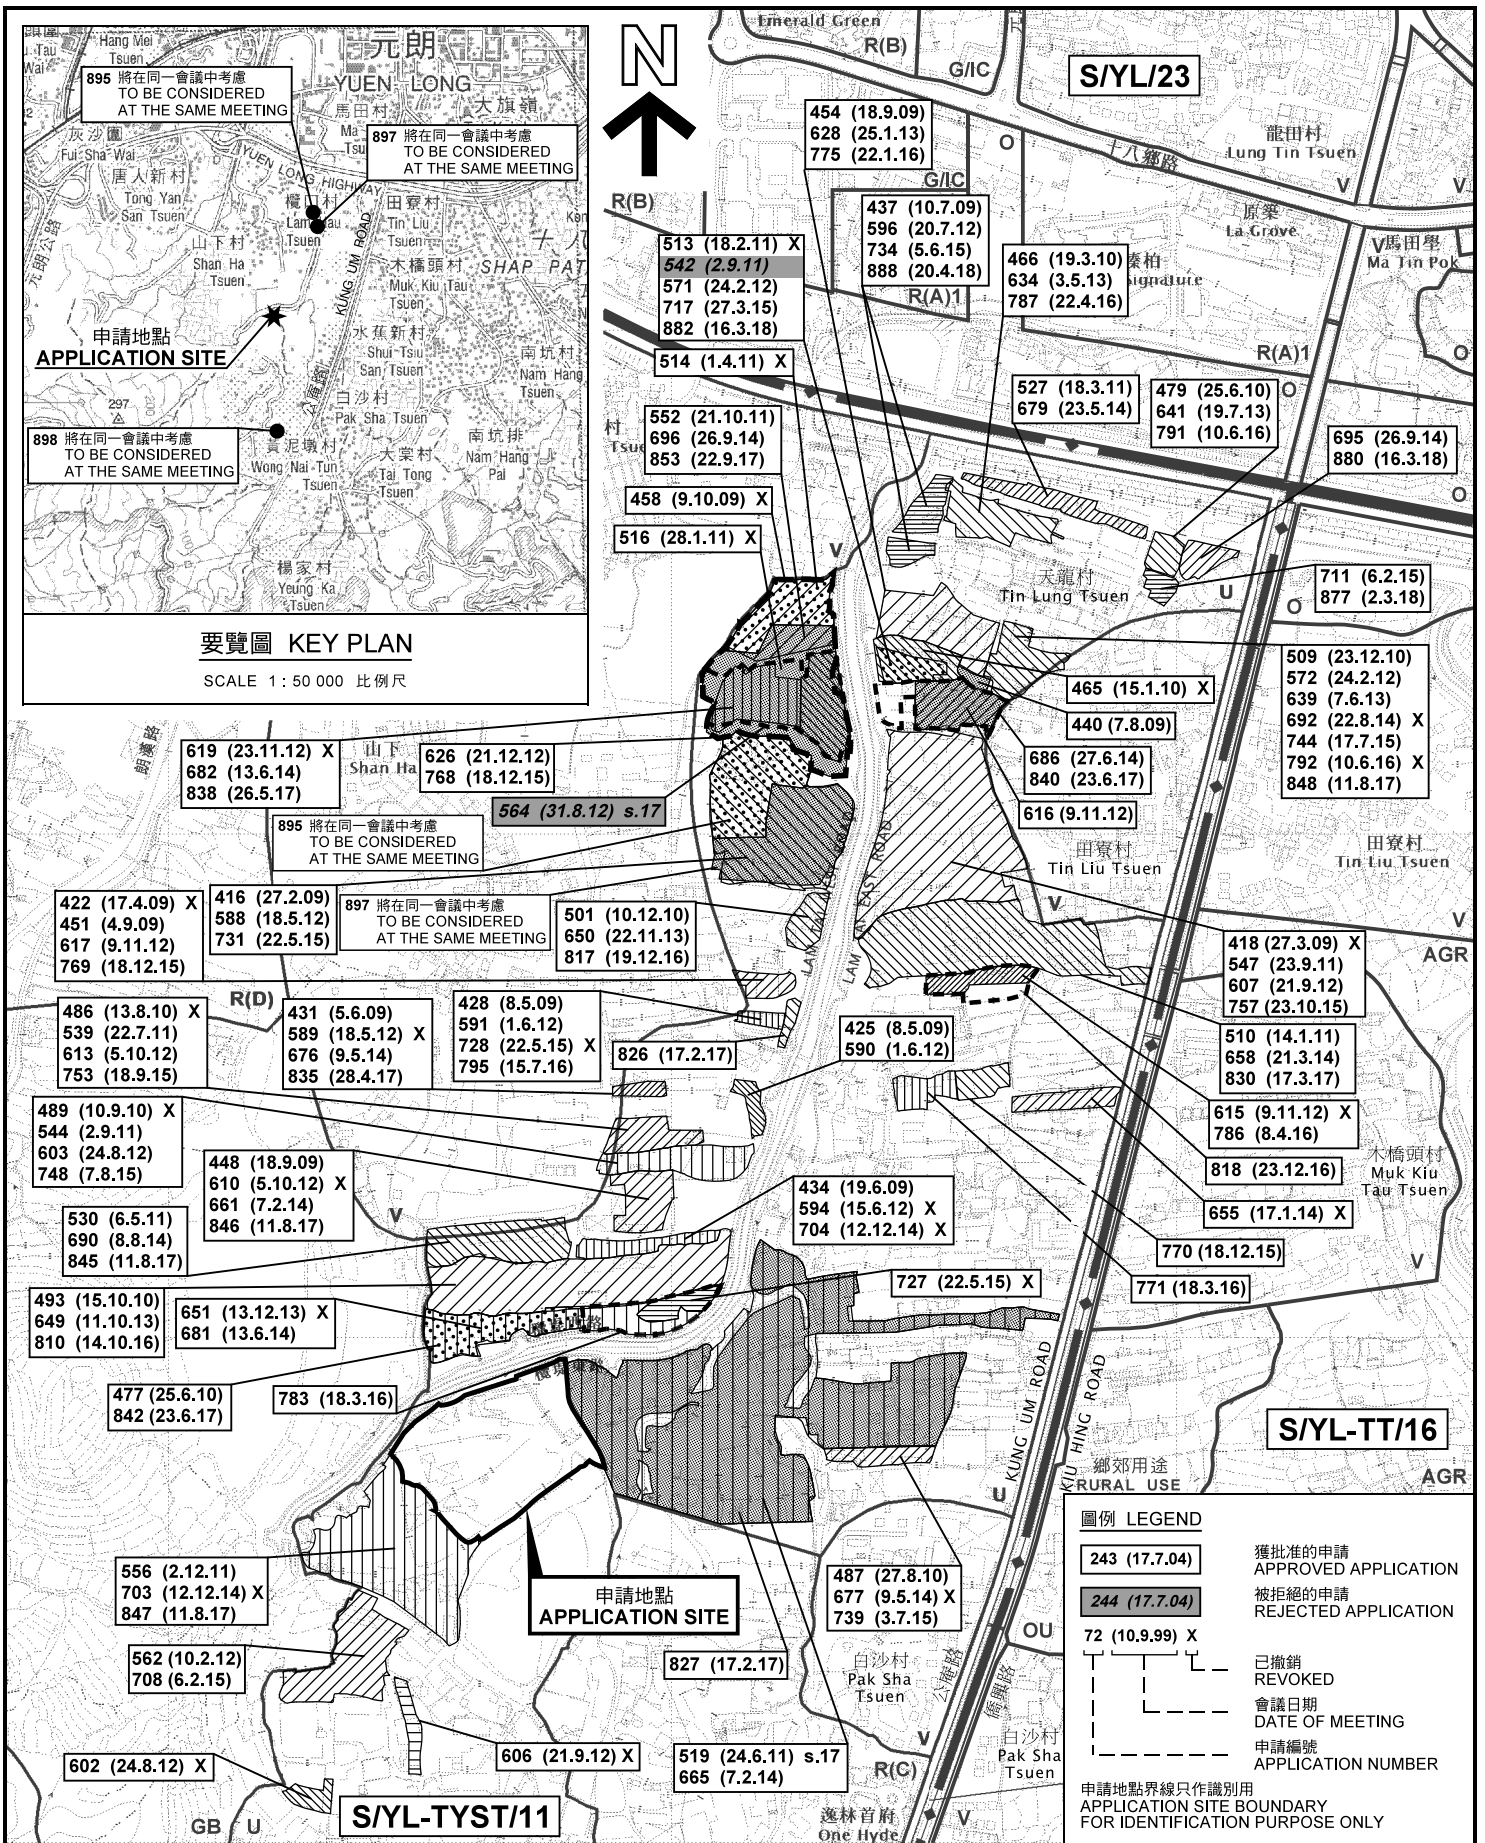 Hang Mei
Tsuen
元朗
YUEN LONG
895 將在同一會議中考慮
TO BE CONSIDERED
AT THE SAME MEETING
馬田村
大旗嶺
897 將在同一會議中考慮
TO BE CONSIDERED
AT THE SAME MEETING
灰沙圍
Fui Sha Wai
唐人新村
Tong Yan
San Tsuen
YUEN LONG HIGHWAY
田寮村
Tin Liu
Tsuen
山下村
Shan Ha
Tsuen
元朗公路
KUNG UM ROAD
木橋頭村
Muk Kiu Tau
Tsuen
SHAP PAT
申請地點
APPLICATION SITE
水蕉新村
Shui Tsiu
San Tsuen
南坑村
Nam Hang
Tsuen
297
200
公庵路
白沙村
Pak Sha Tsuen
898 將在同一會議中考慮
TO BE CONSIDERED
AT THE SAME MEETING
黃泥墩村
Wong Nai Tun
Tsuen
大棠村
Tai Tong
Tsuen
南坑排
Nam Hang
Pai
楊家村
Yeung Ka
Tsuen
要覽圖 KEY PLAN
SCALE 1 : 50 000 比例尺
N
Emerald Green
R(B)
G/IC
S/YL/23
454 (18.9.09)
628 (25.1.13)
775 (22.1.16)
O
十八鄉路
龍田村
Lung Tin Tsuen
V
V
R(B)
G/IC
437 (10.7.09)
596 (20.7.12)
734 (5.6.15)
888 (20.4.18)
R(A)1
原築
La Grove
V
馬田壆
Ma Tin Pok
513 (18.2.11) X
542 (2.9.11)
571 (24.2.12)
717 (27.3.15)
882 (16.3.18)
466 (19.3.10)
634 (3.5.13)
787 (22.4.16)
溱柏
Signature
514 (1.4.11) X
R(A)1
O
O
527 (18.3.11)
679 (23.5.14)
479 (25.6.10)
641 (19.7.13)
791 (10.6.16)
695 (26.9.14)
880 (16.3.18)
552 (21.10.11)
696 (26.9.14)
853 (22.9.17)
458 (9.10.09) X
516 (28.1.11) X
O
V
天龍村
Tin Lung Tsuen
U
O
711 (6.2.15)
877 (2.3.18)
509 (23.12.10)
572 (24.2.12)
639 (7.6.13)
692 (22.8.14) X
744 (17.7.15)
792 (10.6.16) X
848 (11.8.17)
465 (15.1.10) X
440 (7.8.09)
686 (27.6.14)
840 (23.6.17)
616 (9.11.12)
朗漢路
山下
Shan Ha
619 (23.11.12) X
682 (13.6.14)
838 (26.5.17)
626 (21.12.12)
768 (18.12.15)
564 (31.8.12) s.17
895 將在同一會議中考慮
TO BE CONSIDERED
AT THE SAME MEETING
田寮村
Tin Liu Tsuen
田寮村
Tin Liu Tsuen
422 (17.4.09) X
451 (4.9.09)
617 (9.11.12)
769 (18.12.15)
416 (27.2.09)
588 (18.5.12)
731 (22.5.15)
897 將在同一會議中考慮
TO BE CONSIDERED
AT THE SAME MEETING
501 (10.12.10)
650 (22.11.13)
817 (19.12.16)
LAM TAI WEST ROAD
LAM TAI EAST ROAD
V
V
AGR
418 (27.3.09) X
547 (23.9.11)
607 (21.9.12)
757 (23.10.15)
R(D)
486 (13.8.10) X
539 (22.7.11)
613 (5.10.12)
753 (18.9.15)
431 (5.6.09)
589 (18.5.12) X
676 (9.5.14)
835 (28.4.17)
428 (8.5.09)
591 (1.6.12)
728 (22.5.15) X
795 (15.7.16)
826 (17.2.17)
425 (8.5.09)
590 (1.6.12)
510 (14.1.11)
658 (21.3.14)
830 (17.3.17)
615 (9.11.12) X
786 (8.4.16)
818 (23.12.16)
木橋頭村
Muk Kiu
Tau Tsuen
489 (10.9.10) X
544 (2.9.11)
603 (24.8.12)
748 (7.8.15)
448 (18.9.09)
610 (5.10.12) X
661 (7.2.14)
846 (11.8.17)
434 (19.6.09)
594 (15.6.12) X
704 (12.12.14) X
655 (17.1.14) X
530 (6.5.11)
690 (8.8.14)
845 (11.8.17)
V
770 (18.12.15)
V
771 (18.3.16)
727 (22.5.15) X
493 (15.10.10)
649 (11.10.13)
810 (14.10.16)
651 (13.12.13) X
681 (13.6.14)
477 (25.6.10)
842 (23.6.17)
783 (18.3.16)
KUNG UM ROAD
KIU HING ROAD
S/YL-TT/16
AGR
鄉郊用途
RURAL USE
U
556 (2.12.11)
703 (12.12.14) X
847 (11.8.17)
申請地點
APPLICATION SITE
487 (27.8.10)
677 (9.5.14) X
739 (3.7.15)
OU
562 (10.2.12)
708 (6.2.15)
827 (17.2.17)
白沙村
Pak Sha
Tsuen
公庵路
僑興路
602 (24.8.12) X
606 (21.9.12) X
519 (24.6.11) s.17
665 (7.2.14)
V
R(C)
白沙村
Pak Sha
Tsuen
GB
U
S/YL-TYST/11
逸林首府
One Hyde
V
圖例 LEGEND
243 (17.7.04)
獲批准的申請
APPROVED APPLICATION
244 (17.7.04)
被拒絕的申請
REJECTED APPLICATION
72 (10.9.99) X
已撤銷
REVOKED
會議日期
DATE OF MEETING
申請編號
APPLICATION NUMBER
申請地點界線只作識別用
APPLICATION SITE BOUNDARY
FOR IDENTIFICATION PURPOSE ONLY